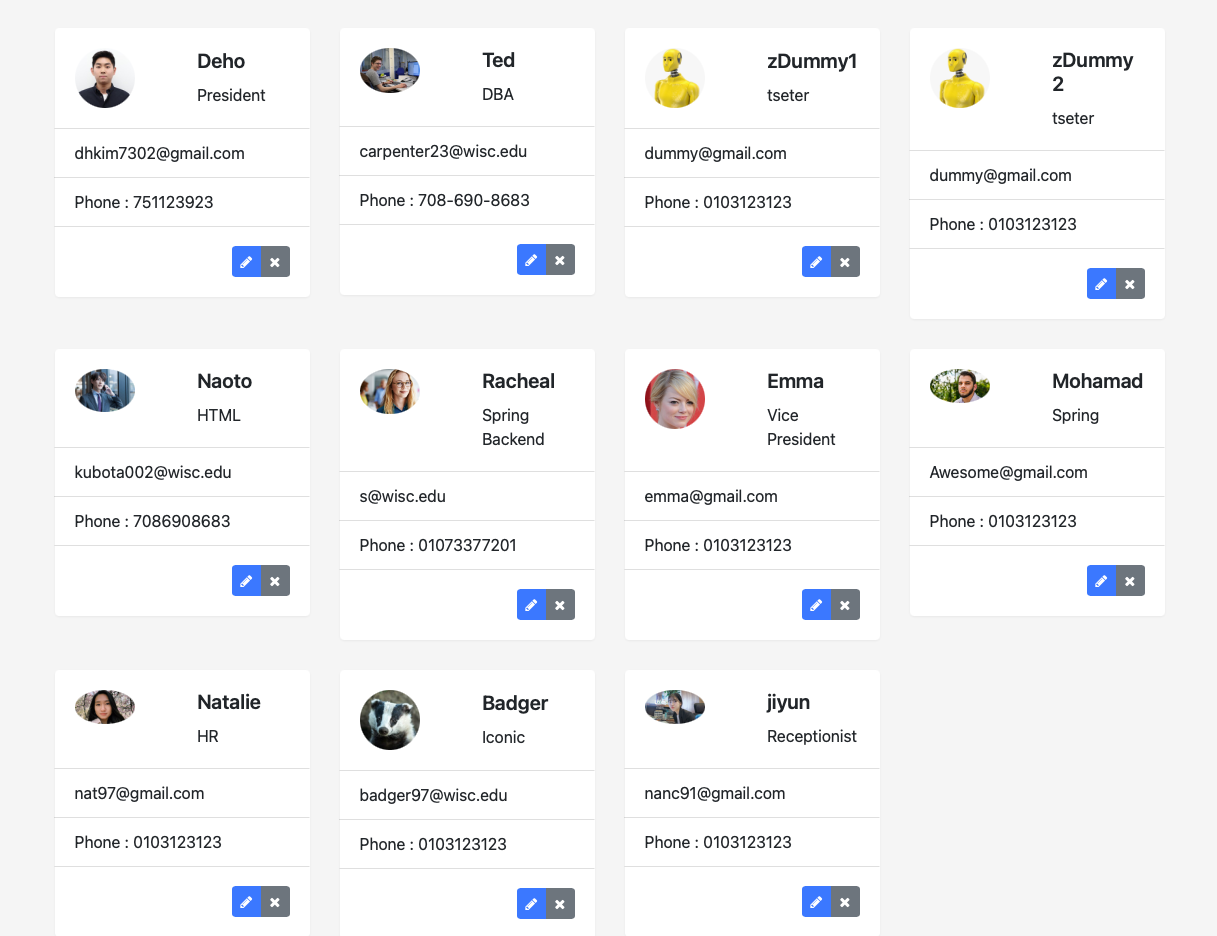 Deho
President
dhkim7302@gmail.com
Phone : 751123923
Ted
DBA
carpenter23@wisc.edu
Phone : 708-690-8683
zDummy1
tseter
dummy@gmail.com
Phone : 0103123123
zDummy
2
tseter
dummy@gmail.com
Phone : 0103123123
Naoto
HTML
kubota002@wisc.edu
Phone : 7086908683
Racheal
Spring
Backend
s@wisc.edu
Phone : 01073377201
Emma
Vice
President
emma@gmail.com
Phone : 0103123123
Mohamad
Spring
Awesome@gmail.com
Phone : 0103123123
Natalie
HR
nat97@gmail.com
Phone : 0103123123
Badger
Iconic
badger97@wisc.edu
Phone : 0103123123
jiyun
Receptionist
nanc91@gmail.com
Phone : 0103123123